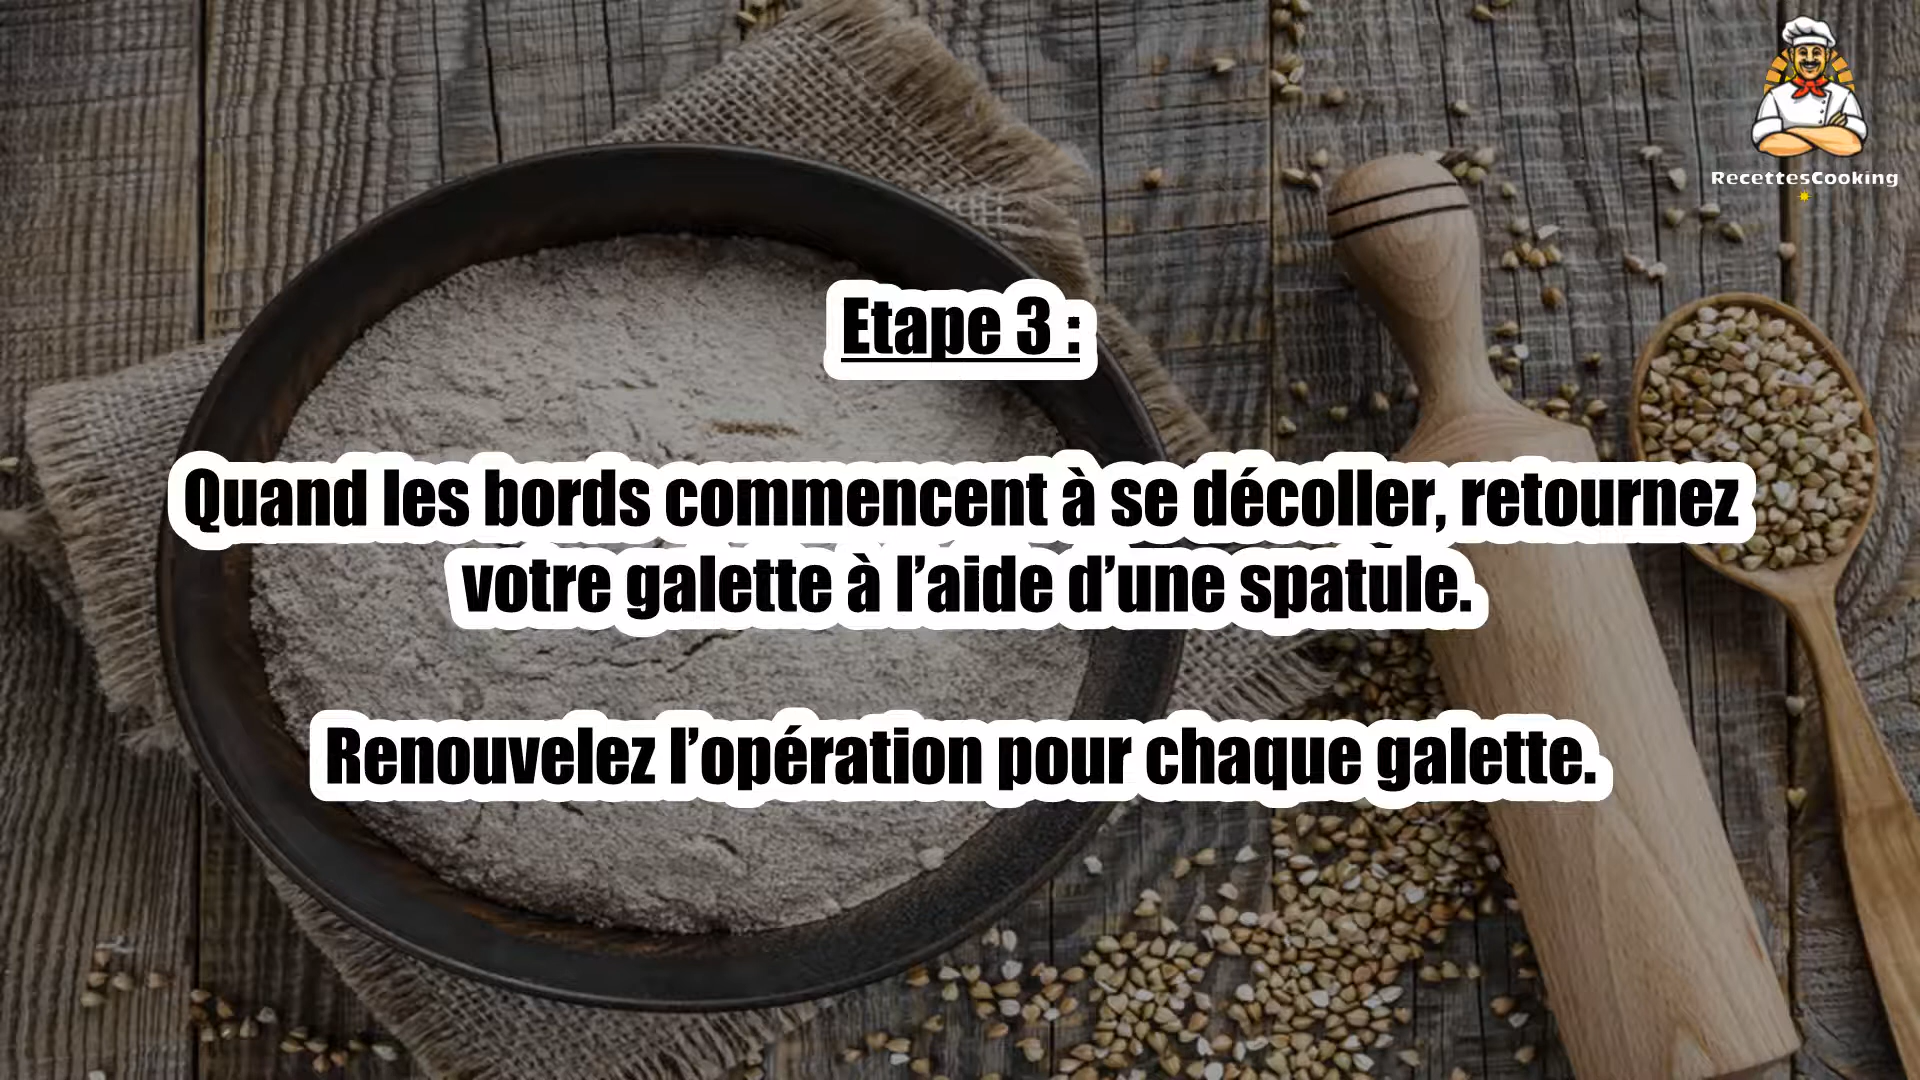 RecettesCooking
Etape 3 :
Quand les bords commencent à se décoller, retournez
votre galette à l’aide d’une spatule.
Renouvelez l’opération pour chaque galette.